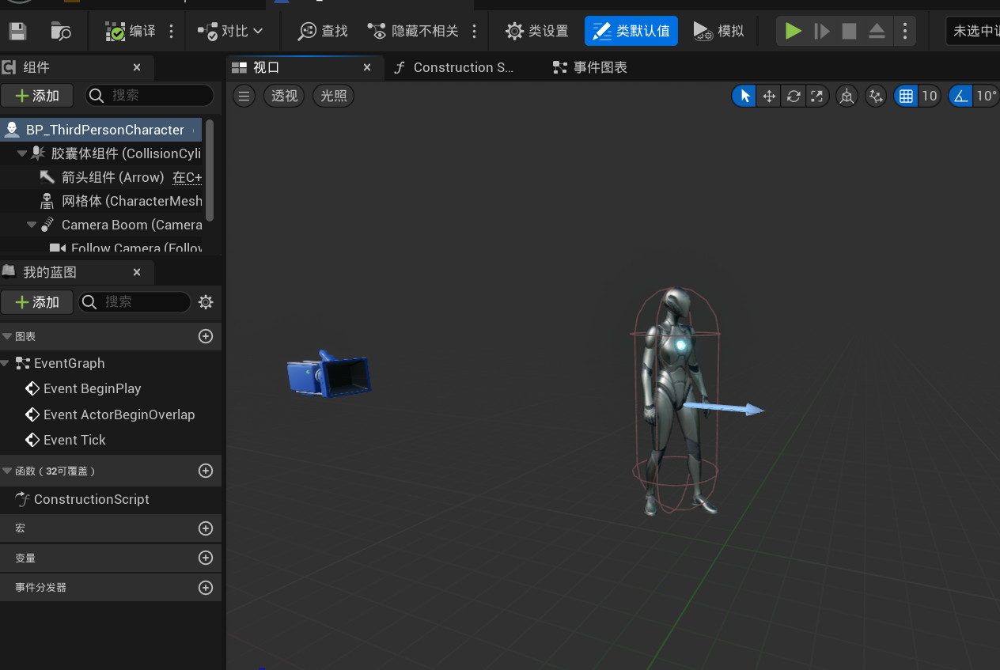 编译
对比
查找
隐藏不相关
类设置
类默认值
模拟
未选中
组件
视口
Construction S...
事件图表
添加
搜索
透视
光照
10
10°
BP_ThirdPersonCharacter
胶囊体组件 (CollisionCyli
箭头组件 (Arrow) 在C+
网格体 (CharacterMesh
Camera Boom (Camera
Follow Camera (Follow
我的蓝图
添加
搜索
图表
EventGraph
Event BeginPlay
Event ActorBeginOverlap
Event Tick
函数（32可覆盖）
ConstructionScript
宏
变量
事件分发器